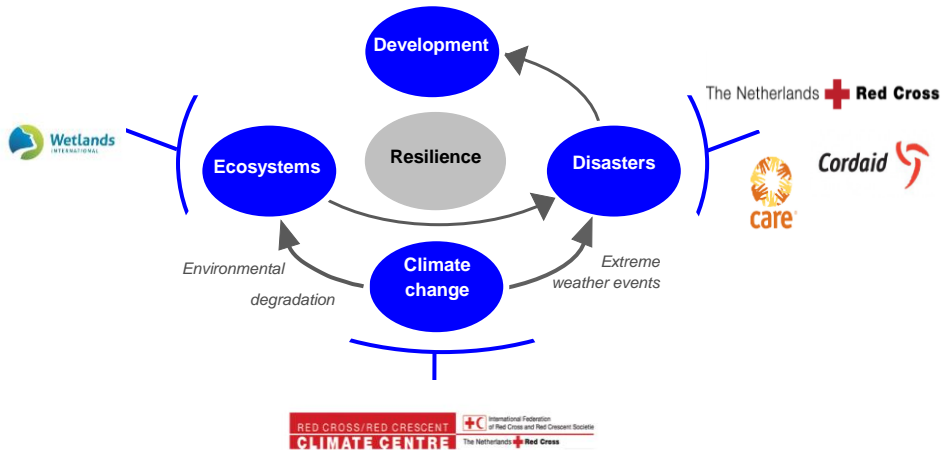 Development
The Netherlands Red Cross
Wetlands
INTERNATIONAL
Resilience
Ecosystems
Disasters
Cordaid
care
Environmental
degradation
Climate
change
Extreme
weather events
RED CROSS/RED CRESCENT
CLIMATE CENTRE
International Federation
of Red Cross and Red Crescent Societie
The Netherlands Red Cross